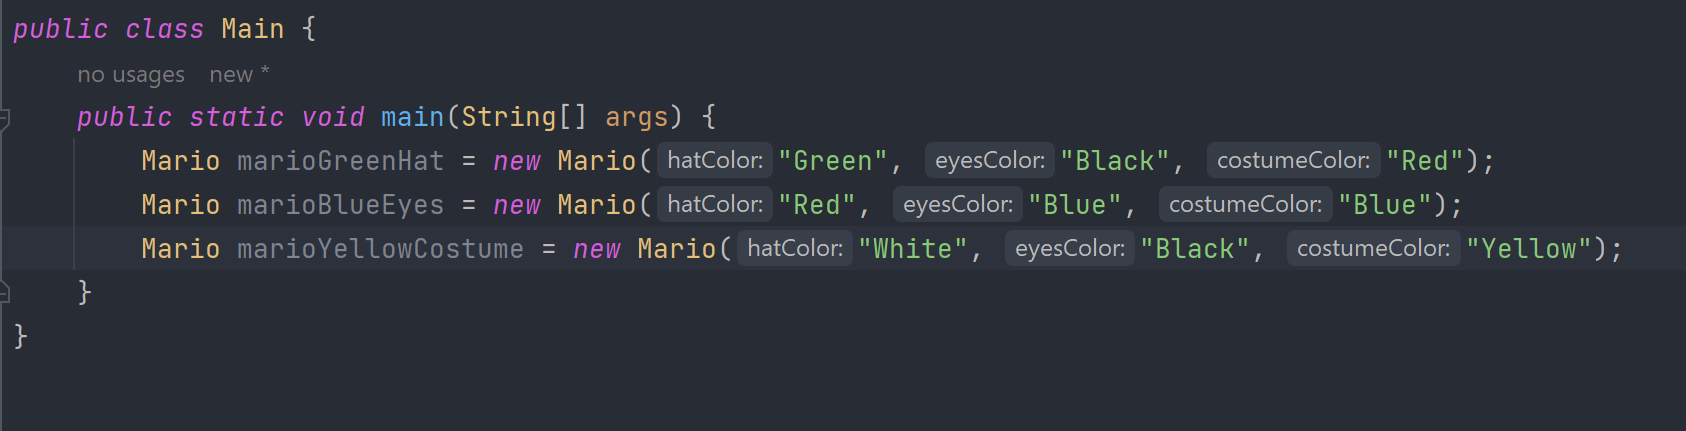 public class Main {
no usages new *
public static void main(String[] args) {
Mario marioGreenHat = new Mario( hatColor: "Green", eyesColor: "Black", costumeColor: "Red");
Mario marioBlueEyes = new Mario( hatColor: "Red", eyesColor: "Blue", costumeColor: "Blue");
Mario marioYellowCostume = new Mario( hatColor: "White", eyesColor: "Black", costumeColor: "Yellow");
}
}